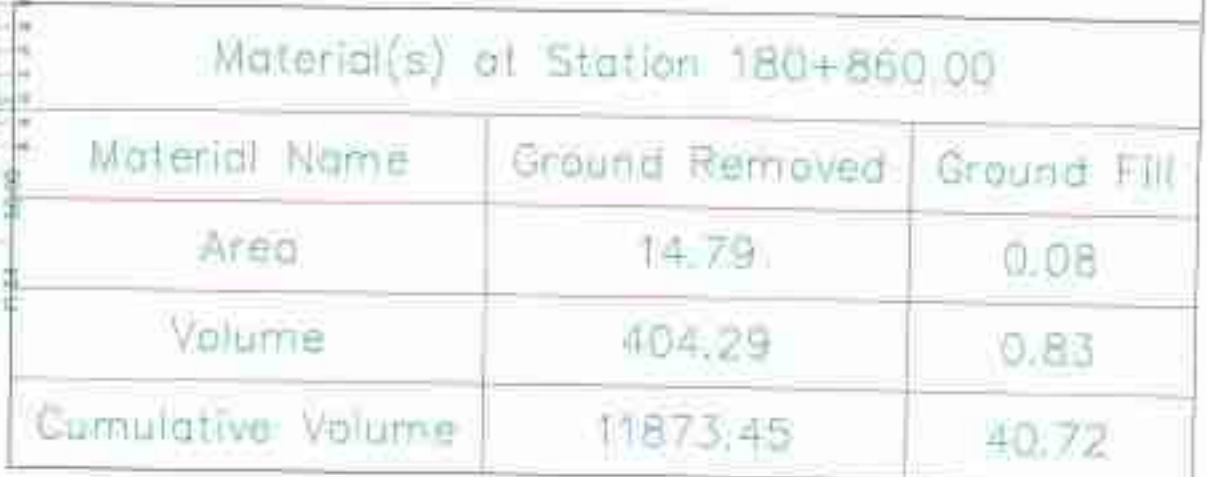 Material(s) at Station 180+860.00
Material Name Ground Removed Ground Fill
Area 14.79 0.08
Volume 404.29 0.83
Cumulative Volume 11873.45 40.72